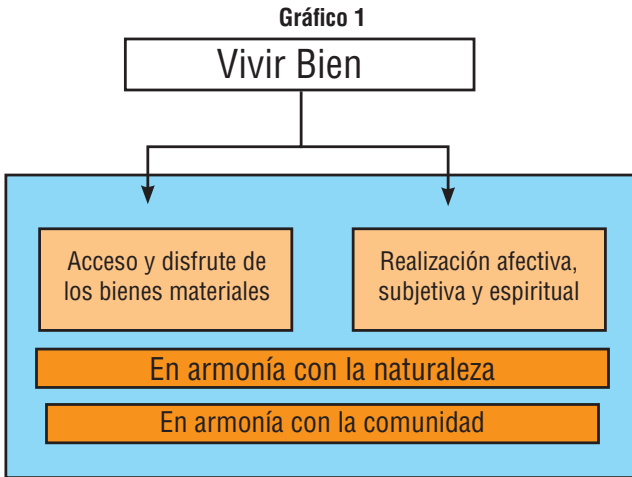 Gráfico 1
Vivir Bien
Acceso y disfrute de
los bienes materiales
Realización afectiva,
subjetiva y espiritual
En armonía con la naturaleza
En armonía con la comunidad